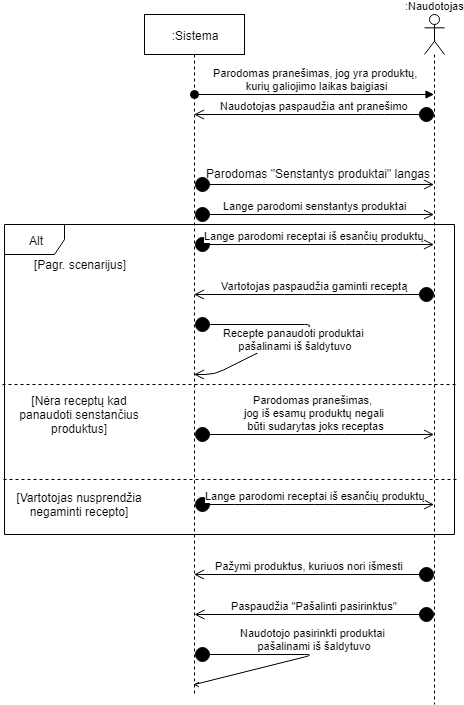 :Naudotojas
:Sistema
Parodomas pranešimas, jog yra produktų,
kurių galiojimo laikas baigiasi
Naudotojas paspaudžia ant pranešimo
Parodomas "Senstantys produktai" langas
Lange parodomi senstantys produktai
Alt
Lange parodomi receptai iš esančių produktų
[Pagr. scenarijus]
Vartotojas paspaudžia gaminti receptą
Recepte panaudoti produktai
pašalinami iš šaldytuvo
[Nėra receptų kad
panaudoti senstančius
produktus]
Parodomas pranešimas,
jog iš esamų produktų negali
būti sudarytas joks receptas
[Vartotojas nusprendžia
negaminti recepto]
Lange parodomi receptai iš esančių produktų
Pažymi produktus, kuriuos nori išmesti
Paspaudžia "Pašalinti pasirinktus"
Naudotojo pasirinkti produktai
pašalinami iš šaldytuvo